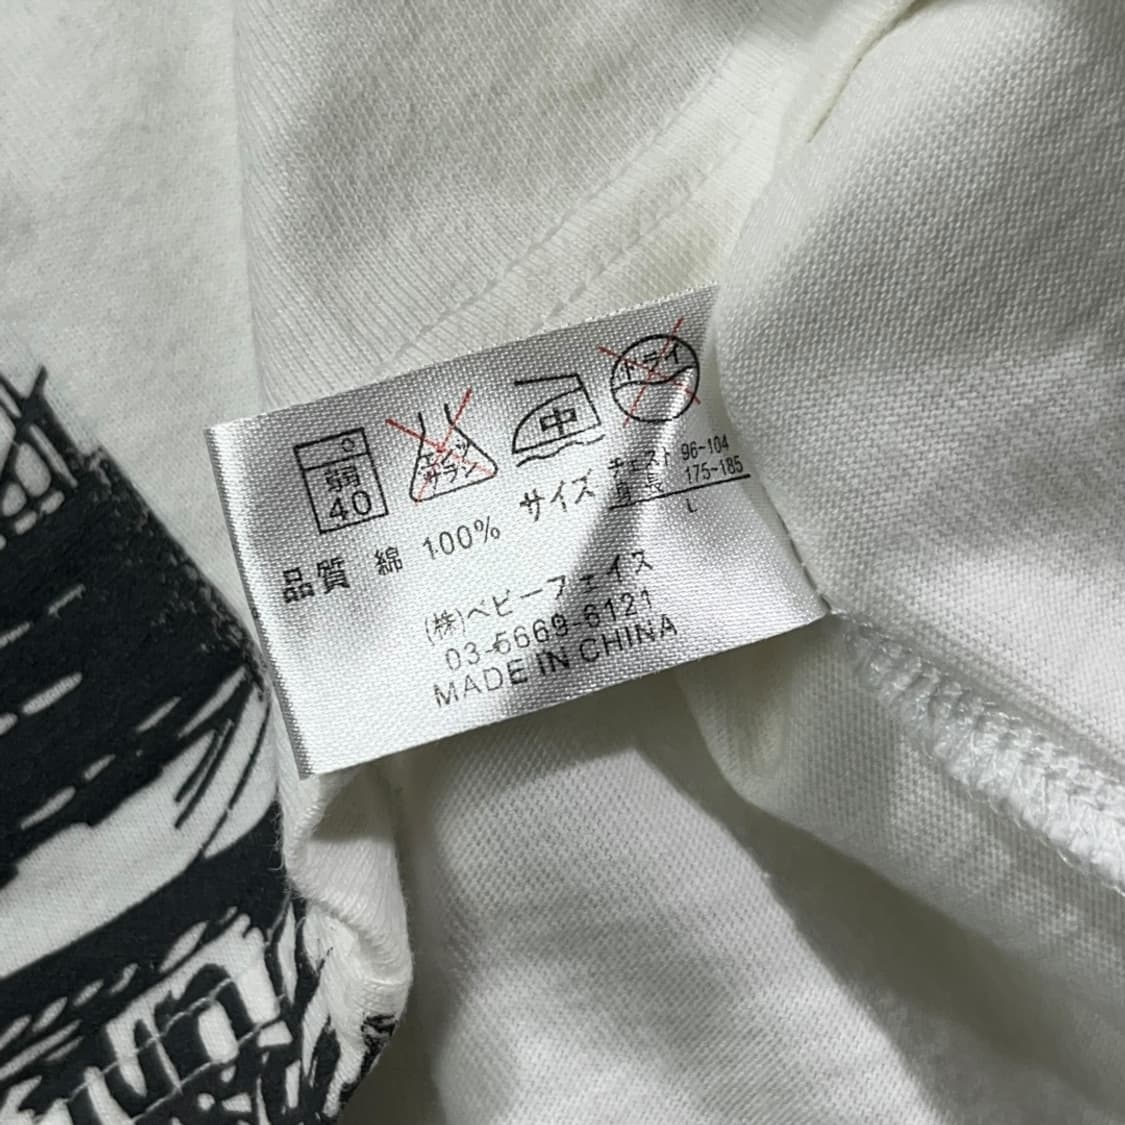 弱
40
エンソ
サラシ
中
ドライ
品質 綿 100% サイズ
チェスト 96~104
身長 175~185
L
(株)ベビーフェイス
03-5669-6121
MADE IN CHINA